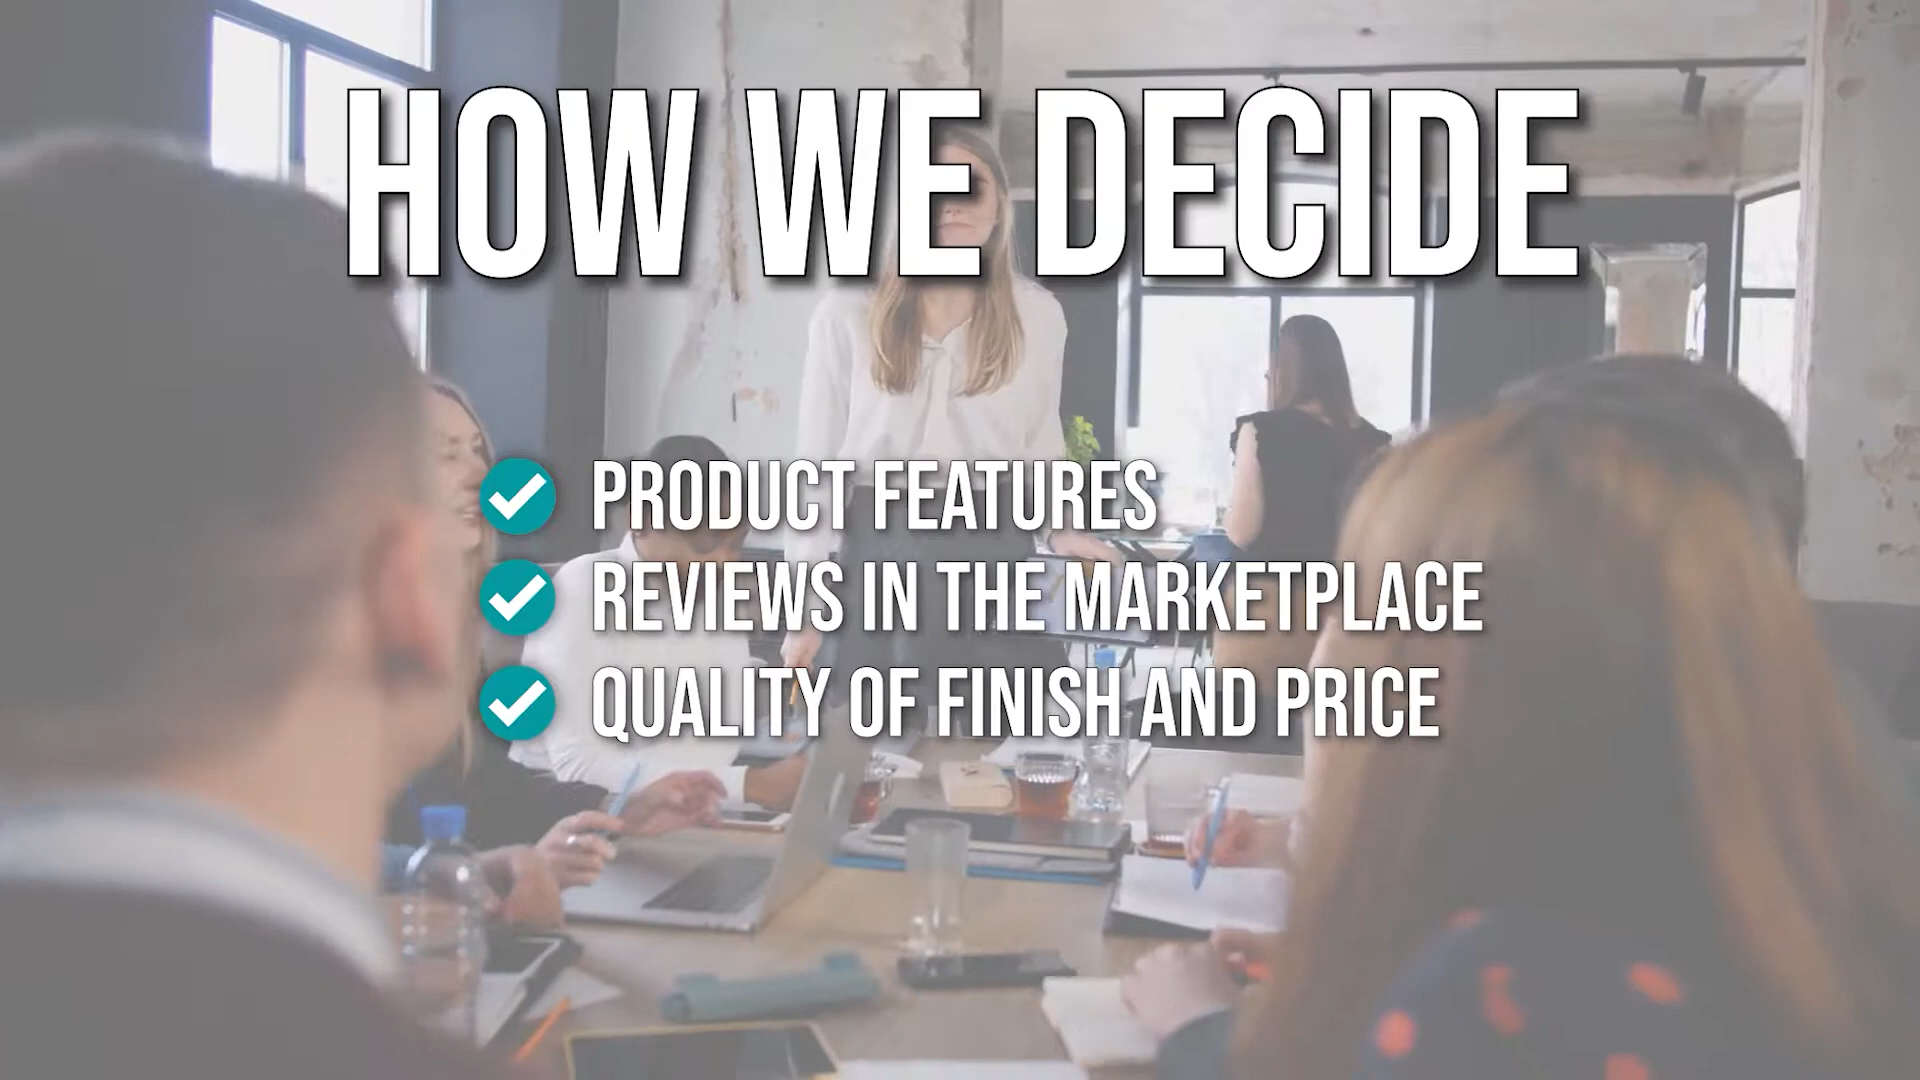 HOW WE DECIDE
PRODUCT FEATURES
REVIEWS IN THE MARKETPLACE
QUALITY OF FINISH AND PRICE